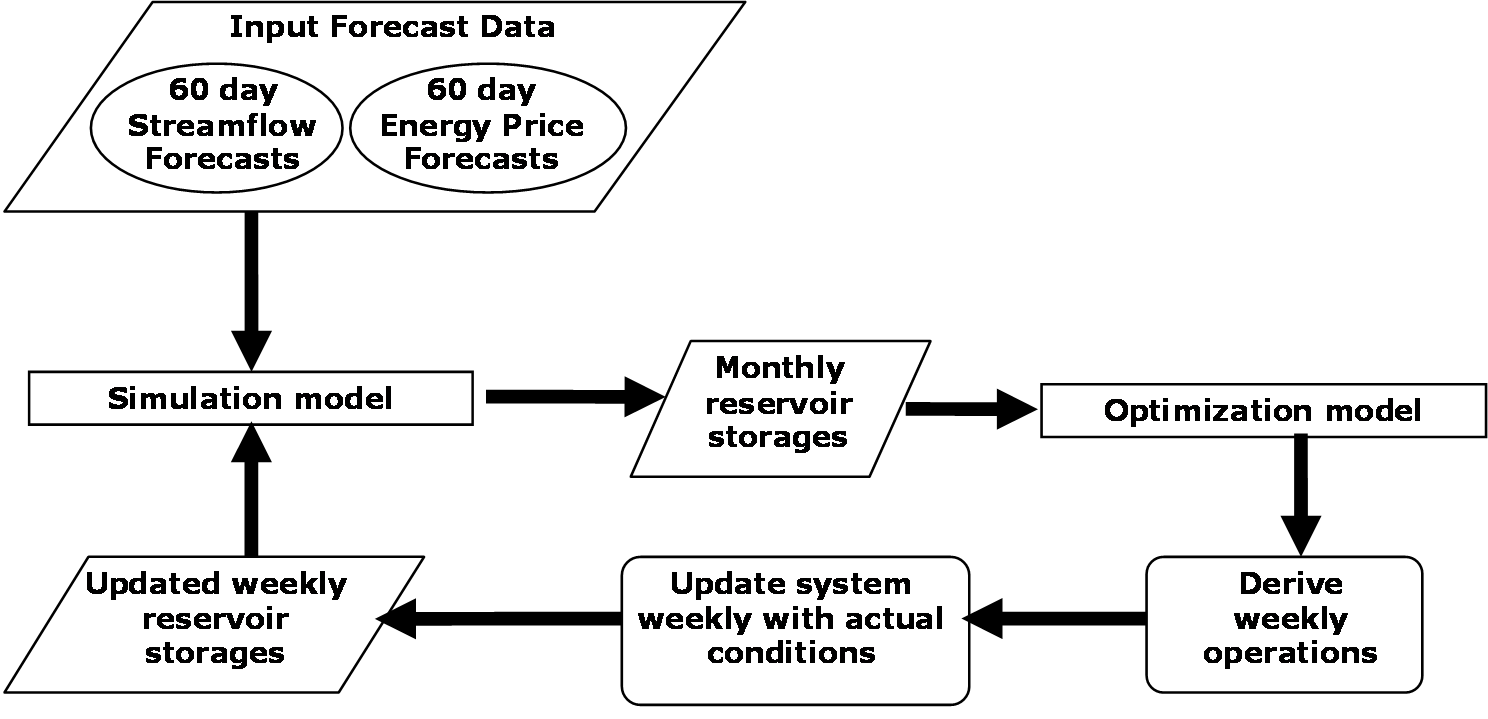 Input Forecast Data
60 day
Streamflow
Forecasts
60 day
Energy Price
Forecasts
Simulation model
Monthly
reservoir
storages
Optimization model
Updated weekly
reservoir
storages
Update system
weekly with actual
conditions
Derive
weekly
operations